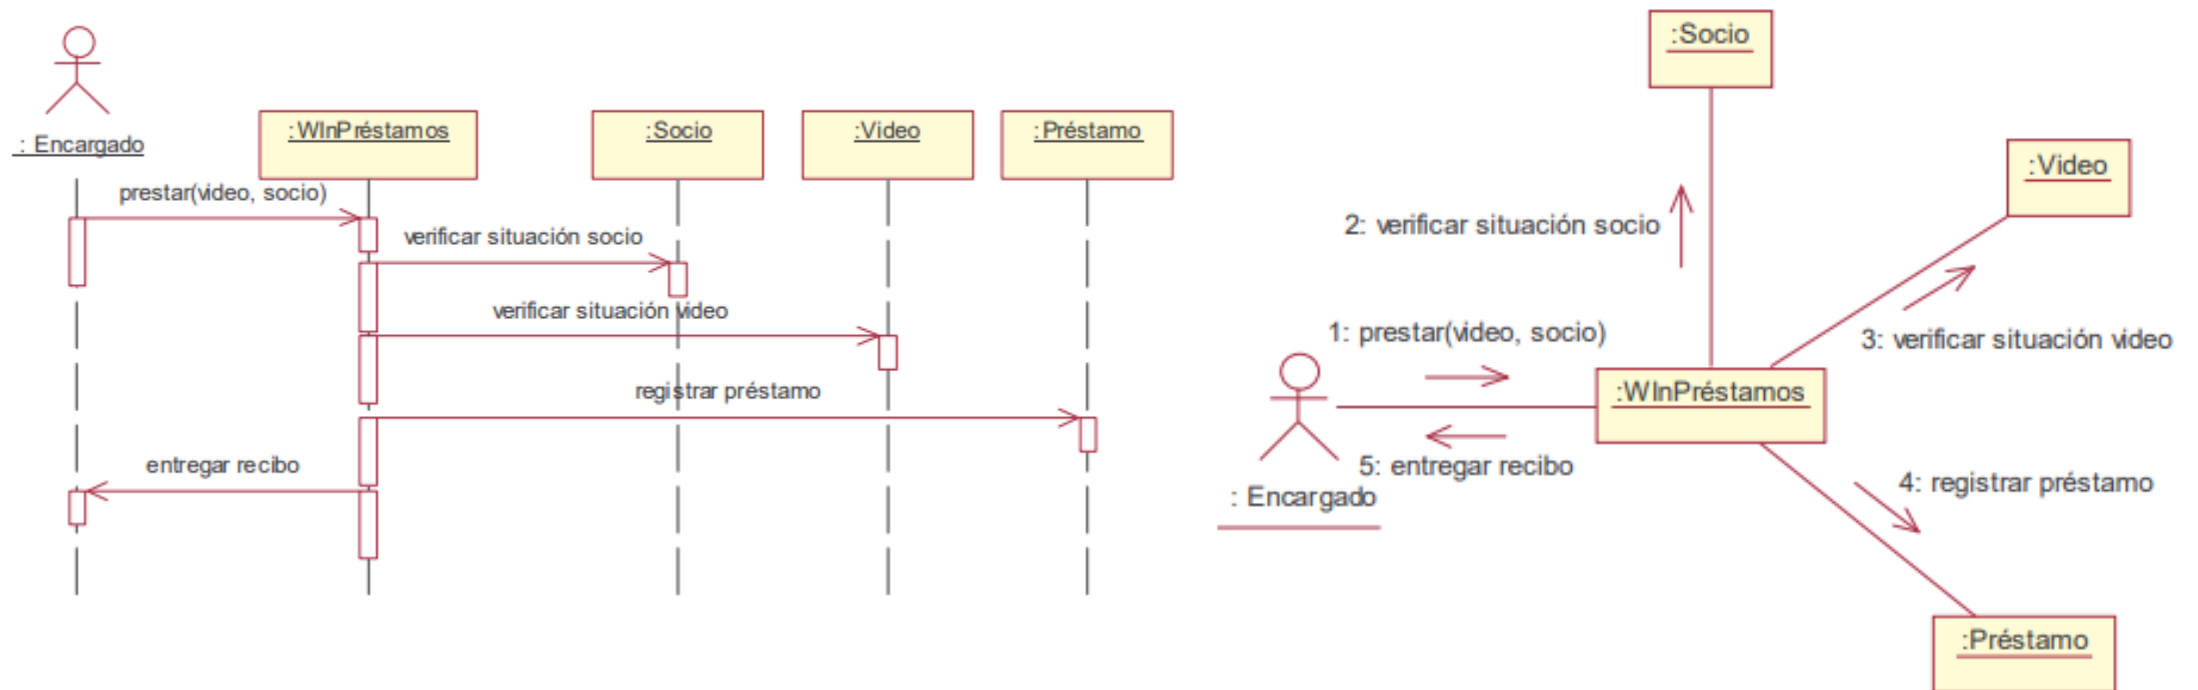 : Encargado
:WInPréstamos
:Socio
:Video
:Préstamo
prestar(video, socio)
verificar situación socio
verificar situación video
registrar préstamo
entregar recibo
:Socio
:Video
2: verificar situación socio
1: prestar(video, socio)
3: verificar situación video
:WInPréstamos
5: entregar recibo
: Encargado
4: registrar préstamo
:Préstamo